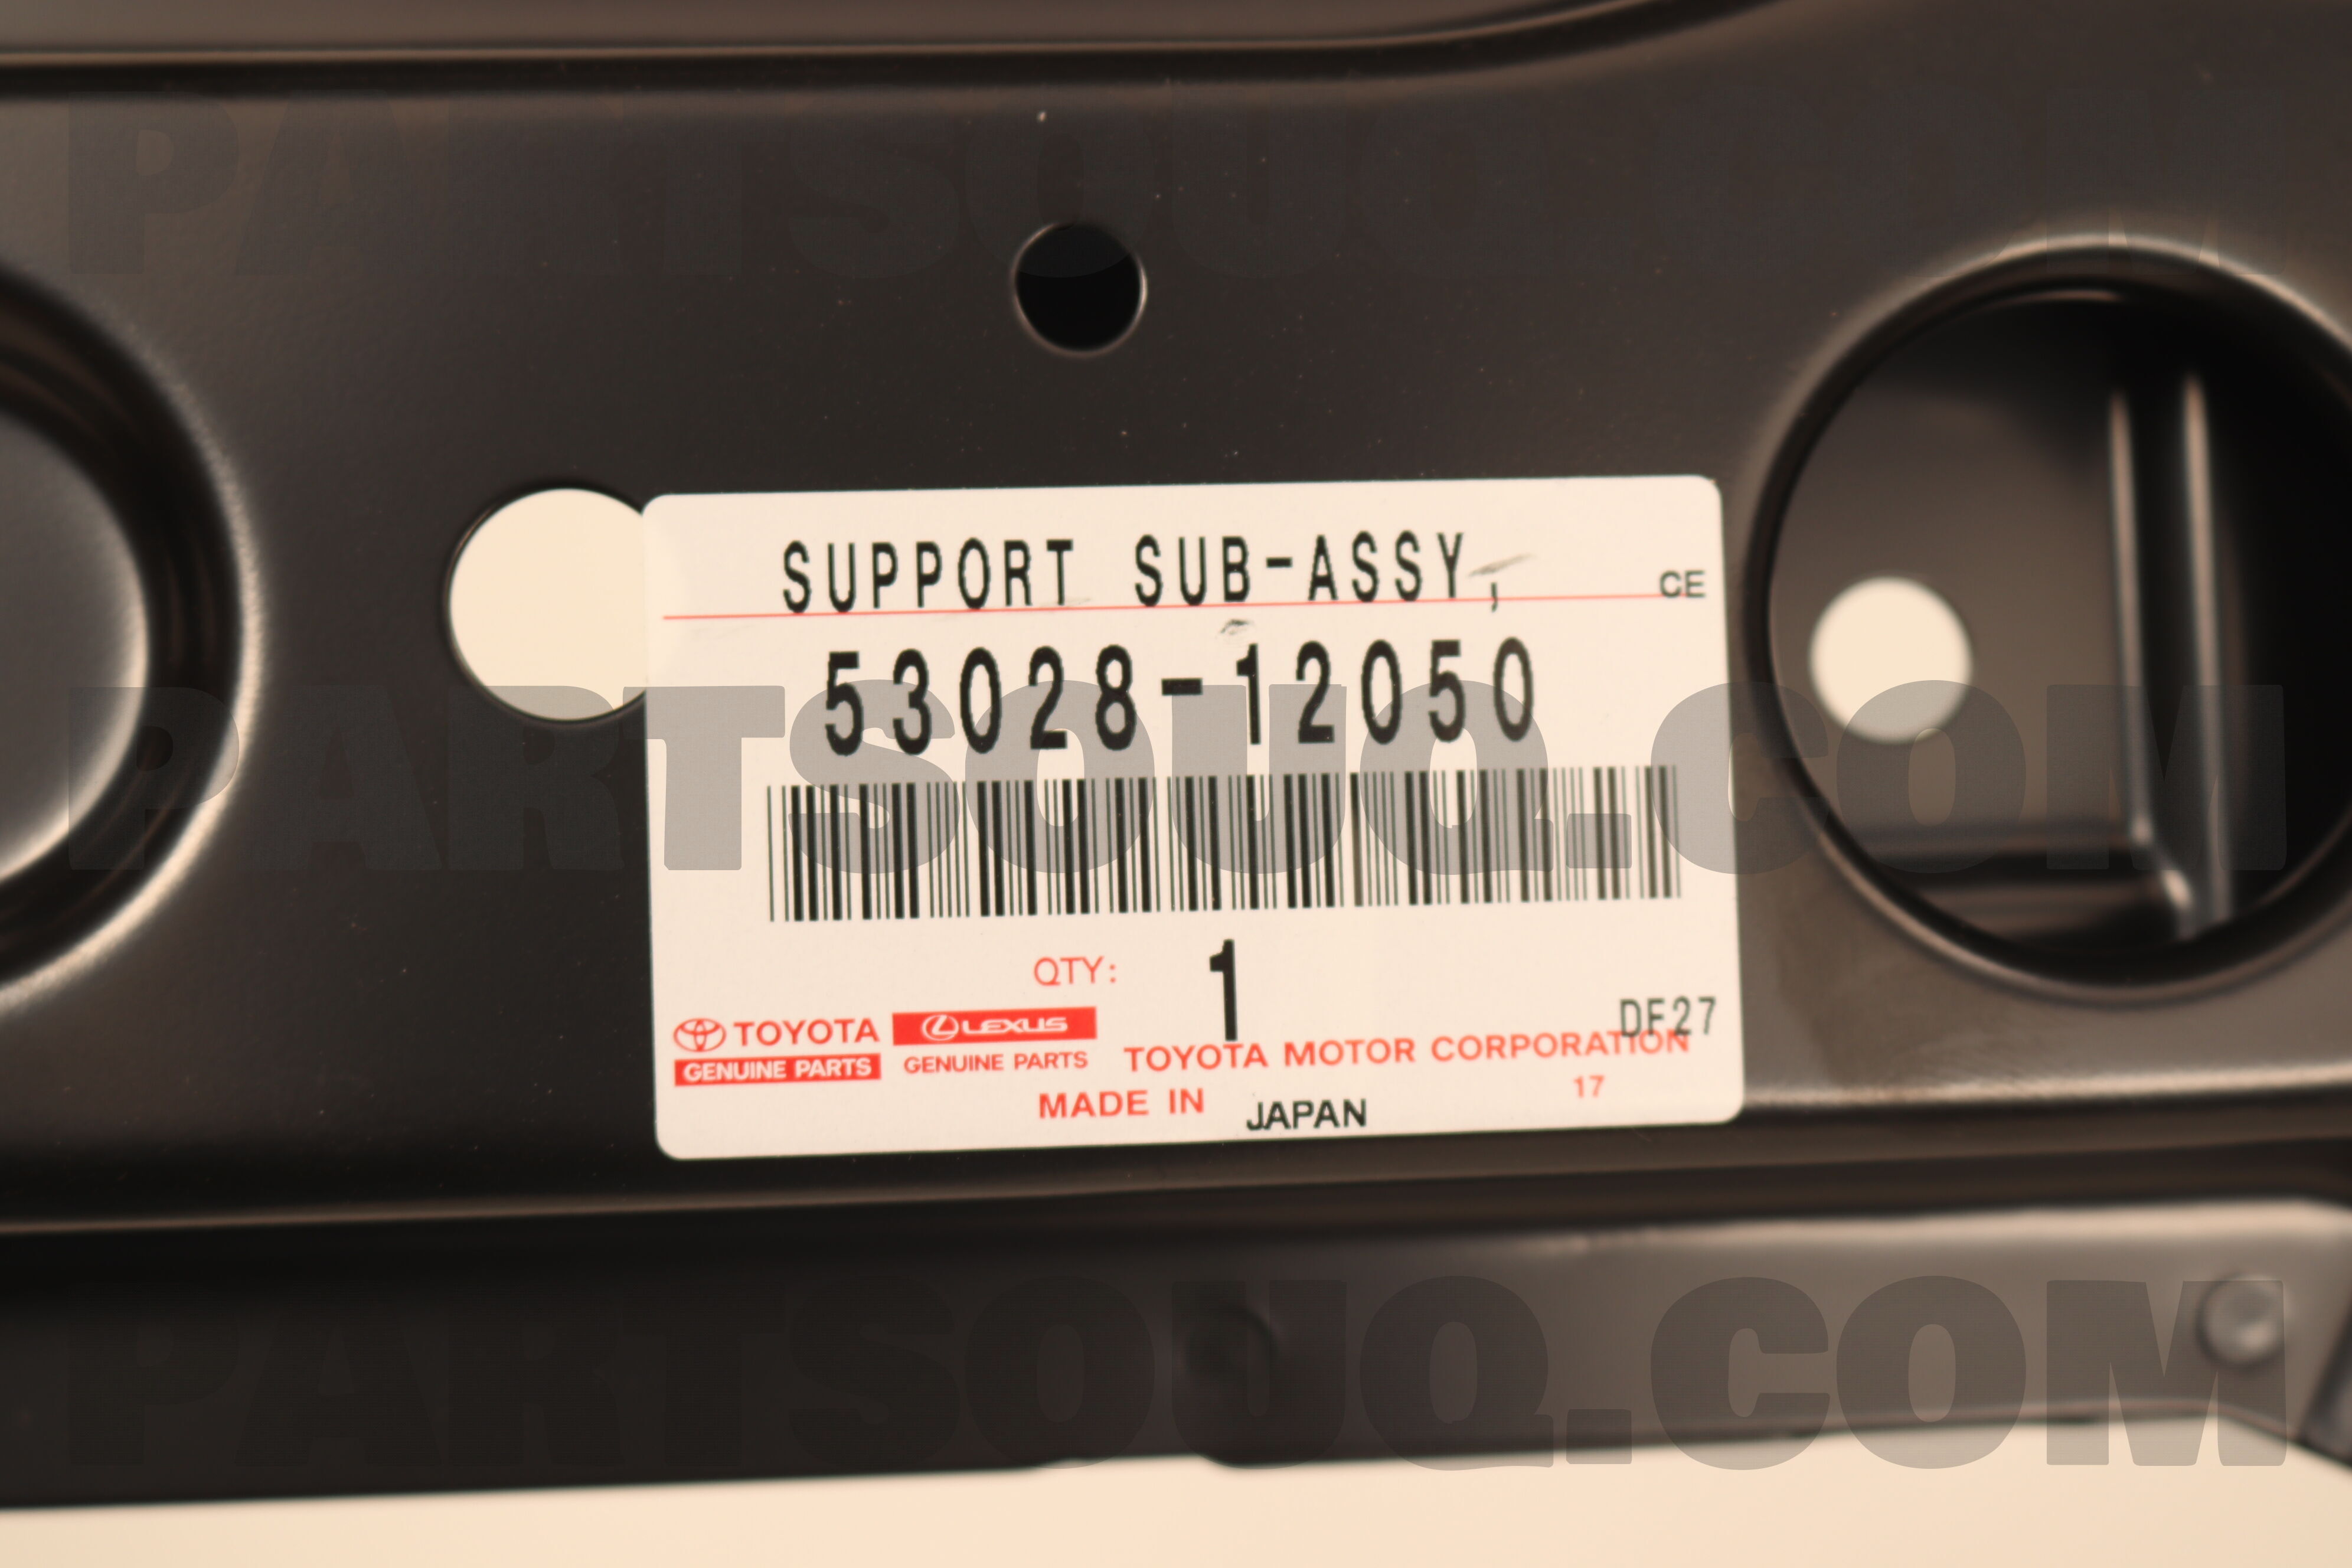 PARTSOUQ.COM
SUPPORT SUB-ASSY,
CE
53028-12050
PARTSOUQ.COM
QTY: 1
DF27
TOYOTA LEXUS
GENUINE PARTS GENUINE PARTS TOYOTA MOTOR CORPORATION
17
MADE IN JAPAN
PARTSOUQ.COM